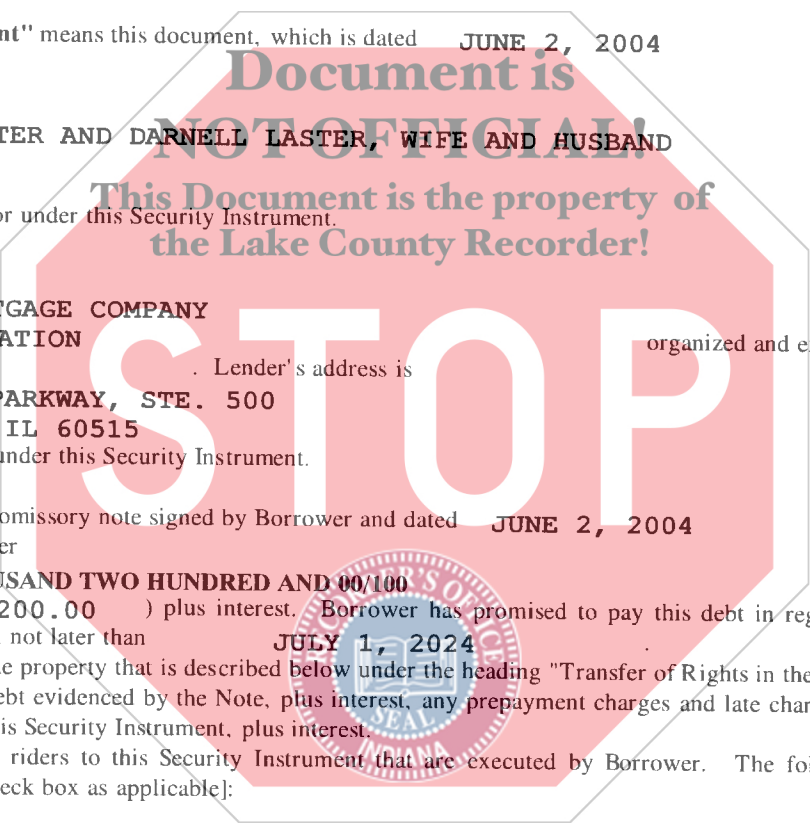 nt" means this document, which is dated JUNE 2, 2004
Document is
NOT OFFICIAL!
TER AND DARNELL LASTER, WIFE AND HUSBAND
This Document is the property of
or under this Security Instrument.
the Lake County Recorder!
TGAGE COMPANY
ATION organized and e
. Lender's address is
STOP
PARKWAY, STE. 500
IL 60515
under this Security Instrument.
omissory note signed by Borrower and dated JUNE 2, 2004
er
USAND TWO HUNDRED AND 00/100
200.00 ) plus interest. Borrower has promised to pay this debt in reg
not later than JULY 1, 2024 .
e property that is described below under the heading "Transfer of Rights in the
ebt evidenced by the Note, plus interest, any prepayment charges and late char
is Security Instrument, plus interest.
riders to this Security Instrument that are executed by Borrower. The fol
eck box as applicable]:
RECORDER'S OFFICE
SEAL
INDIANA